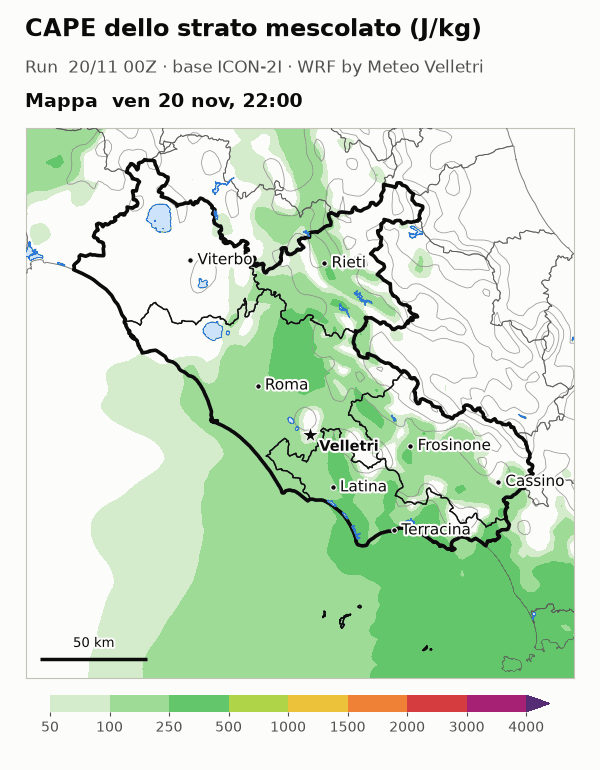 CAPE dello strato mescolato (J/kg)
Run  20/11 00Z · base ICON-2I · WRF by Meteo Velletri
Mappa  ven 20 nov, 22:00
Viterbo
Rieti
Roma
Velletri
Frosinone
Cassino
Latina
Terracina
50 km
50 100 250 500 1000 1500 2000 3000 4000